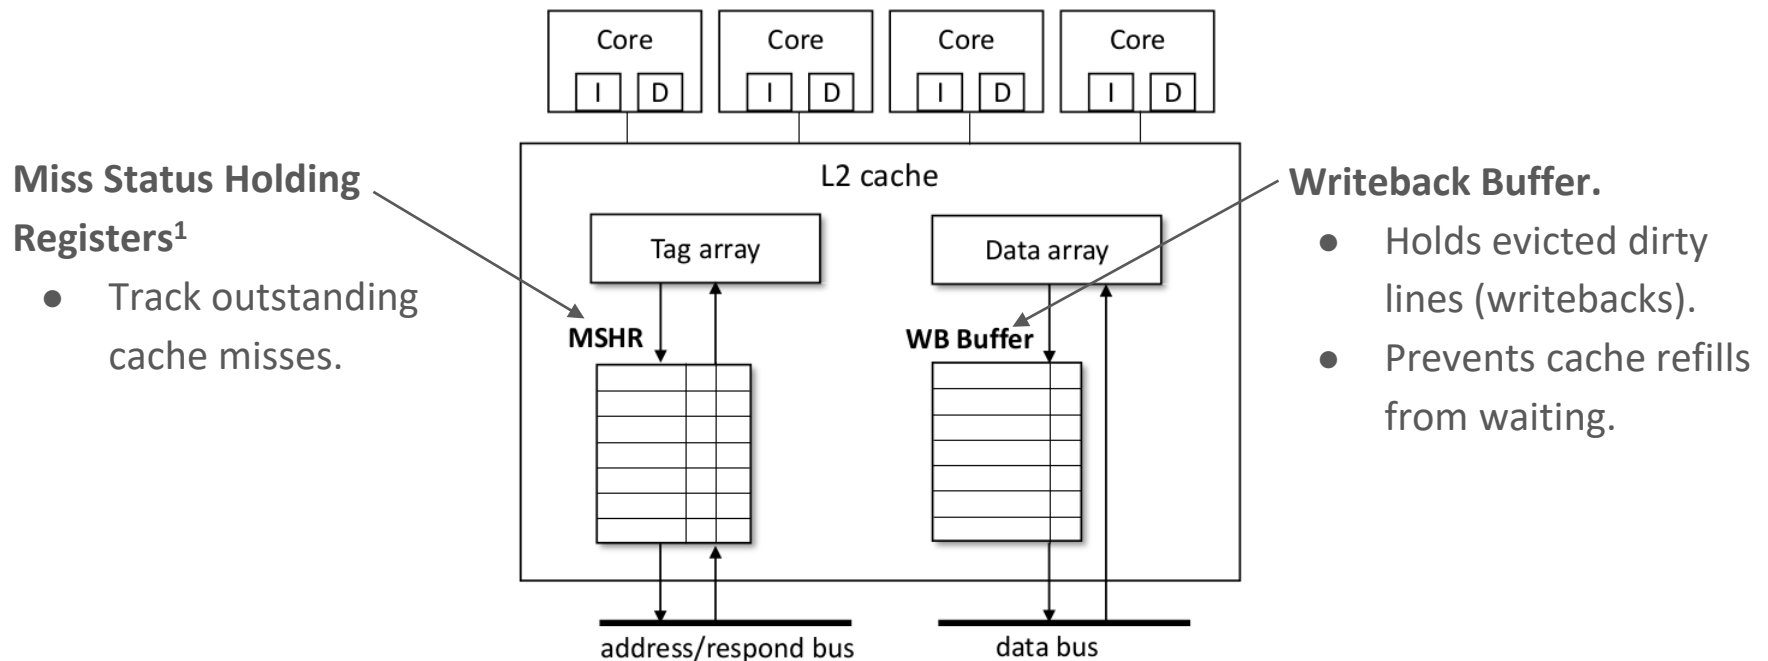 Core
Core
Core
Core
I D
I D
I D
I D
L2 cache
Miss Status Holding
Registers¹
● Track outstanding
cache misses.
Tag array
Data array
MSHR
WB Buffer
Writeback Buffer.
● Holds evicted dirty
lines (writebacks).
● Prevents cache refills
from waiting.
address/respond bus
data bus